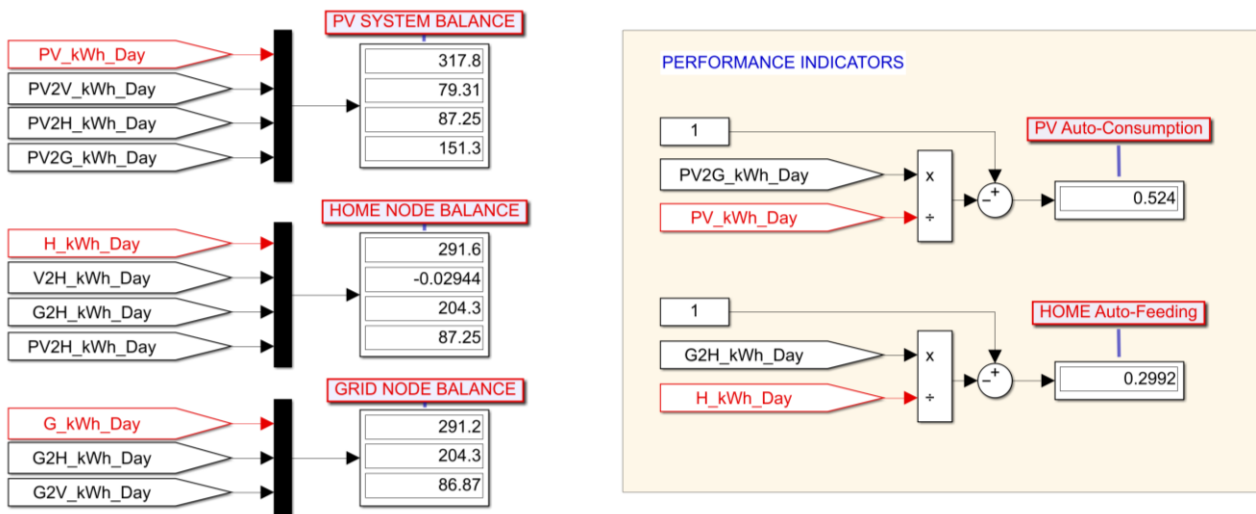 PV SYSTEM BALANCE
PV_kWh_Day
PV2V_kWh_Day
PV2H_kWh_Day
PV2G_kWh_Day
317.8
79.31
87.25
151.3
HOME NODE BALANCE
H_kWh_Day
V2H_kWh_Day
G2H_kWh_Day
PV2H_kWh_Day
291.6
-0.02944
204.3
87.25
GRID NODE BALANCE
G_kWh_Day
G2H_kWh_Day
G2V_kWh_Day
291.2
204.3
86.87
PERFORMANCE INDICATORS
1
PV2G_kWh_Day
PV_kWh_Day
x
÷
−
+
PV Auto-Consumption
0.524
1
G2H_kWh_Day
H_kWh_Day
x
÷
−
+
HOME Auto-Feeding
0.2992